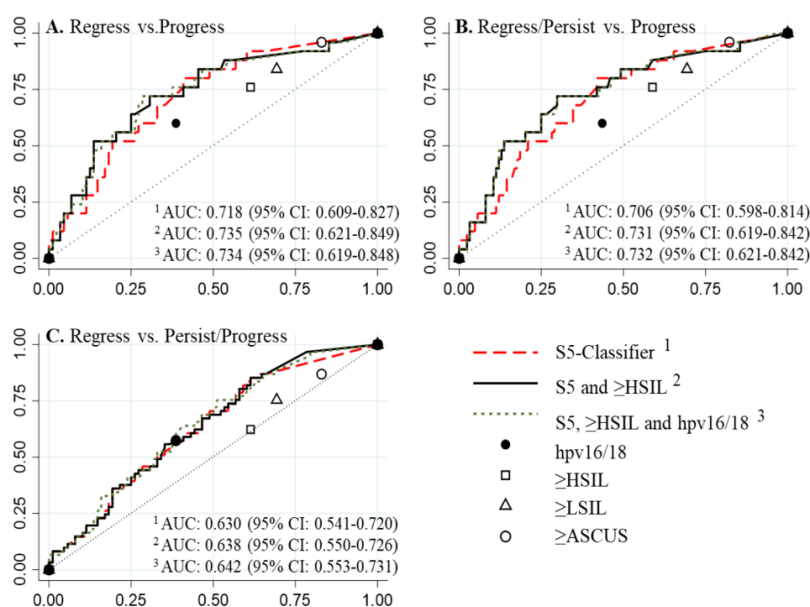 A. Regress vs.Progress
1.00
0.75
0.50
0.25
0.00
1 AUC: 0.718 (95% CI: 0.609-0.827)
2 AUC: 0.735 (95% CI: 0.621-0.849)
3 AUC: 0.734 (95% CI: 0.619-0.848)
0.00 0.25 0.50 0.75 1.00
B. Regress/Persist vs. Progress
1.00
0.75
0.50
0.25
0.00
1 AUC: 0.706 (95% CI: 0.598-0.814)
2 AUC: 0.731 (95% CI: 0.619-0.842)
3 AUC: 0.732 (95% CI: 0.621-0.842)
0.00 0.25 0.50 0.75 1.00
C. Regress vs. Persist/Progress
1.00
0.75
0.50
0.25
0.00
1 AUC: 0.630 (95% CI: 0.541-0.720)
2 AUC: 0.638 (95% CI: 0.550-0.726)
3 AUC: 0.642 (95% CI: 0.553-0.731)
0.00 0.25 0.50 0.75 1.00
S5-Classifier 1
S5 and ≥HSIL 2
S5, ≥HSIL and hpv16/18 3
hpv16/18
≥HSIL
≥LSIL
≥ASCUS